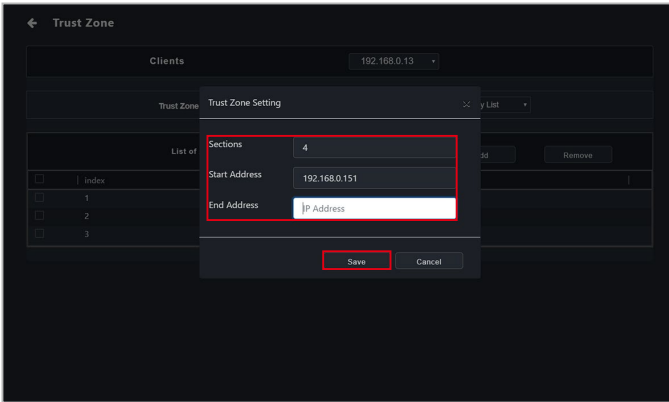 Trust Zone
Clients
192.168.0.13
Trust Zone
y List
Trust Zone Setting
List of
dd
Remove
Sections
4
Start Address
192.168.0.151
End Address
IP Address
index
1
2
3
Save
Cancel